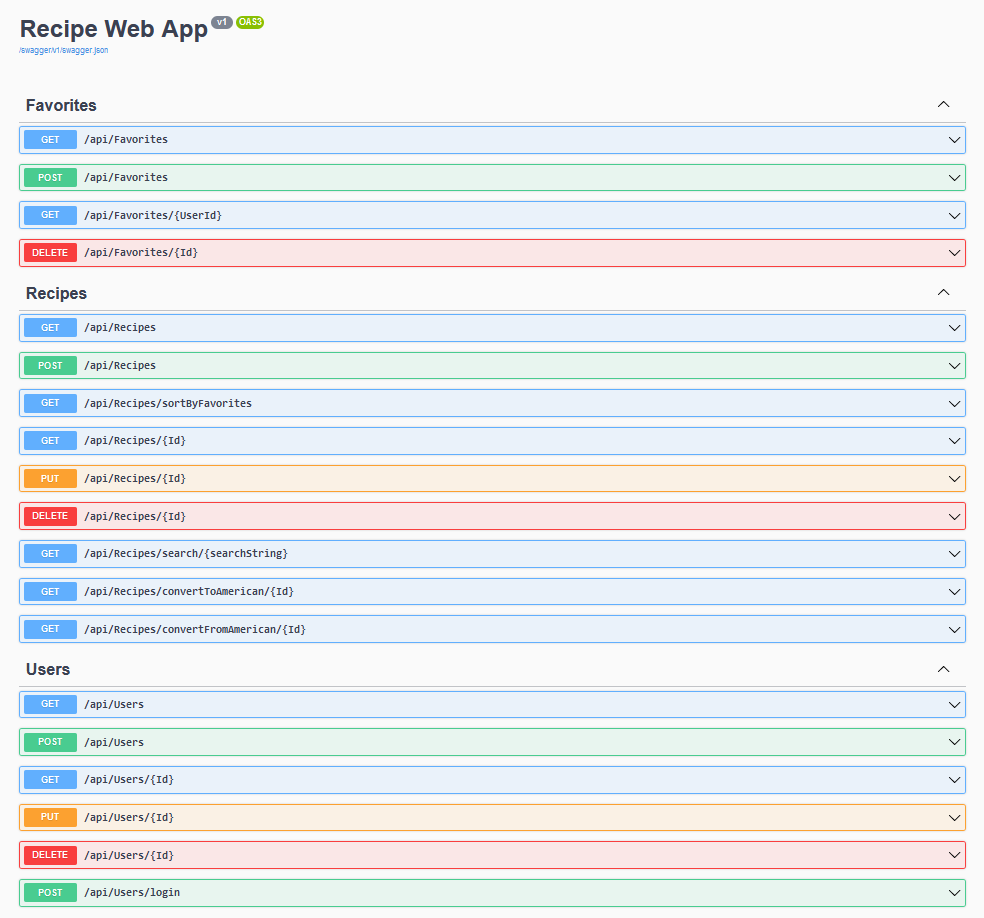 Recipe Web App v1 OAS3
/swagger/v1/swagger.json
Favorites
GET /api/Favorites
POST /api/Favorites
GET /api/Favorites/{UserId}
DELETE /api/Favorites/{Id}
Recipes
GET /api/Recipes
POST /api/Recipes
GET /api/Recipes/sortByFavorites
GET /api/Recipes/{Id}
PUT /api/Recipes/{Id}
DELETE /api/Recipes/{Id}
GET /api/Recipes/search/{searchString}
GET /api/Recipes/convertToAmerican/{Id}
GET /api/Recipes/convertFromAmerican/{Id}
Users
GET /api/Users
POST /api/Users
GET /api/Users/{Id}
PUT /api/Users/{Id}
DELETE /api/Users/{Id}
POST /api/Users/login